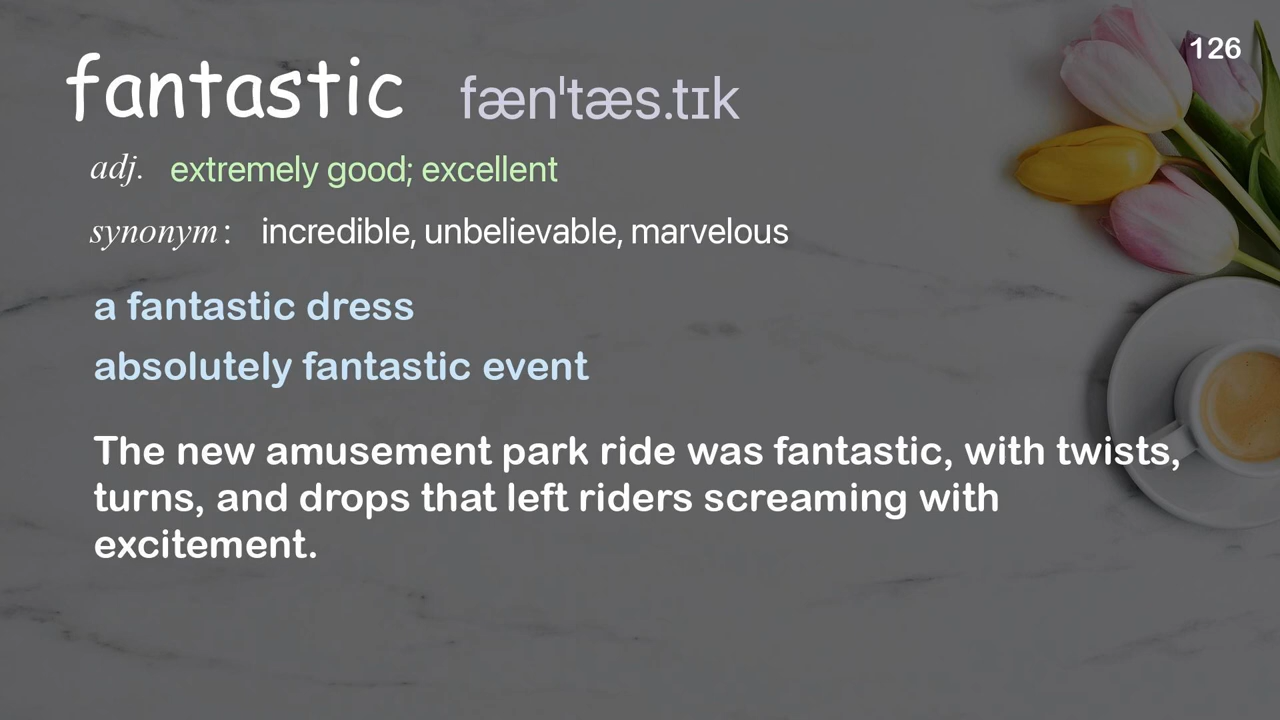 126
fantastic fæn'tæs.tɪk
adj. extremely good; excellent
synonym: incredible, unbelievable, marvelous
a fantastic dress
absolutely fantastic event
The new amusement park ride was fantastic, with twists,
turns, and drops that left riders screaming with
excitement.